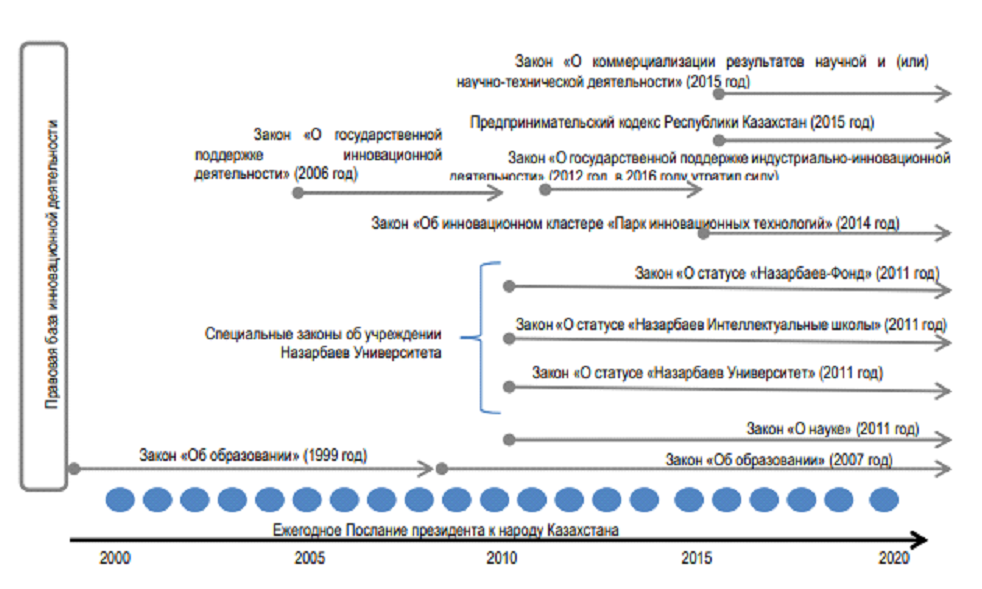 Правовая база инновационной деятельности
Закон «О коммерциализации результатов научной и (или)
научно-технической деятельности» (2015 год)
Предпринимательский кодекс Республики Казахстан (2015 год)
Закон «О государственной
поддержке инновационной
деятельности» (2006 год)
Закон «О государственной поддержке индустриально-инновационной
деятельности» (2012 год, в 2016 году утратил силу)
Закон «Об инновационном кластере «Парк инновационных технологий» (2014 год)
Закон «О статусе «Назарбаев-Фонд» (2011 год)
Специальные законы об учреждении
Назарбаев Университета
Закон «О статусе «Назарбаев Интеллектуальные школы» (2011 год)
Закон «О статусе «Назарбаев Университет» (2011 год)
Закон «О науке» (2011 год)
Закон «Об образовании» (1999 год)
Закон «Об образовании» (2007 год)
Ежегодное Послание президента к народу Казахстана
2000 2005 2010 2015 2020